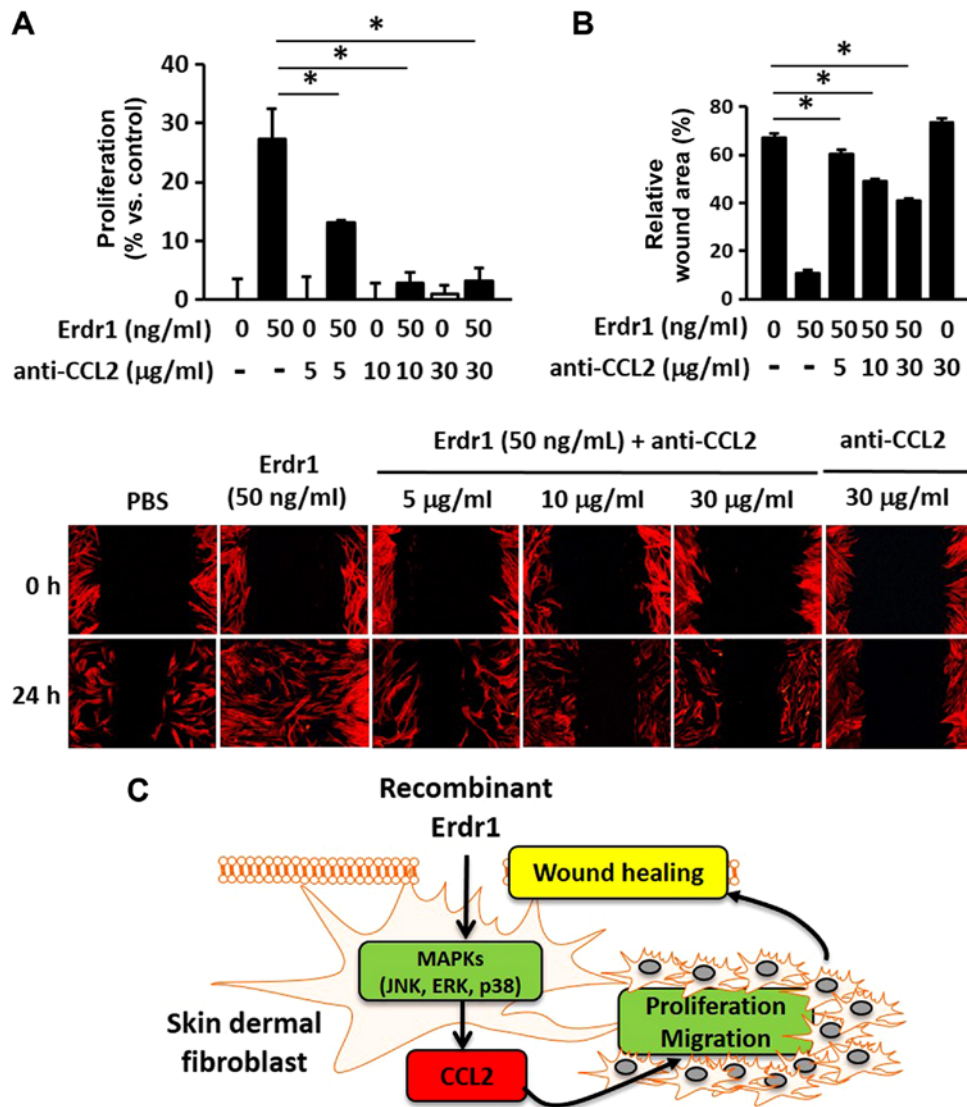 A
*
*
*
40
30
20
10
0
Proliferation
(% vs. control)
Erdr1 (ng/ml) 0 50 0 50 0 50 0 50
anti-CCL2 (μg/ml) - - 5 5 10 10 30 30
B
*
*
*
80
60
40
20
0
Relative
wound area (%)
Erdr1 (ng/ml) 0 50 50 50 50 0
anti-CCL2 (μg/ml) - - 5 10 30 30
Erdr1 (50 ng/mL) + anti-CCL2 anti-CCL2
Erdr1
PBS (50 ng/ml) 5 μg/ml 10 μg/ml 30 μg/ml 30 μg/ml
0 h
24 h
C
Recombinant
Erdr1
Wound healing
MAPKs
(JNK, ERK, p38)
Skin dermal
fibroblast
CCL2
Proliferation
Migration